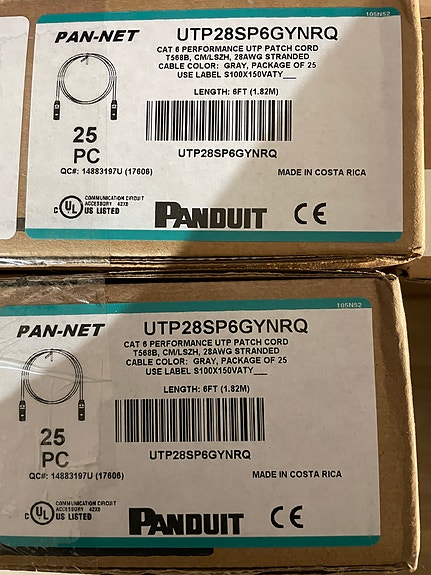 105N52
PAN-NET
UTP28SP6GYNRQ
CAT 6 PERFORMANCE UTP PATCH CORD
T568B, CM/LSZH, 28AWG STRANDED
CABLE COLOR: GRAY, PACKAGE OF 25
USE LABEL S100X150VATY___
LENGTH: 6FT (1.82M)
25
PC
UTP28SP6GYNRQ
QC#: 14883197U (17606)
MADE IN COSTA RICA
C UL US LISTED
COMMUNICATION CIRCUIT
ACCESSORY 42X8
PANDUIT
CE
105N52
PAN-NET
UTP28SP6GYNRQ
CAT 6 PERFORMANCE UTP PATCH CORD
T568B, CM/LSZH, 28AWG STRANDED
CABLE COLOR: GRAY, PACKAGE OF 25
USE LABEL S100X150VATY___
LENGTH: 6FT (1.82M)
25
PC
UTP28SP6GYNRQ
QC#: 14883197U (17606)
MADE IN COSTA RICA
C UL US LISTED
COMMUNICATION CIRCUIT
ACCESSORY 42X8
PANDUIT
CE